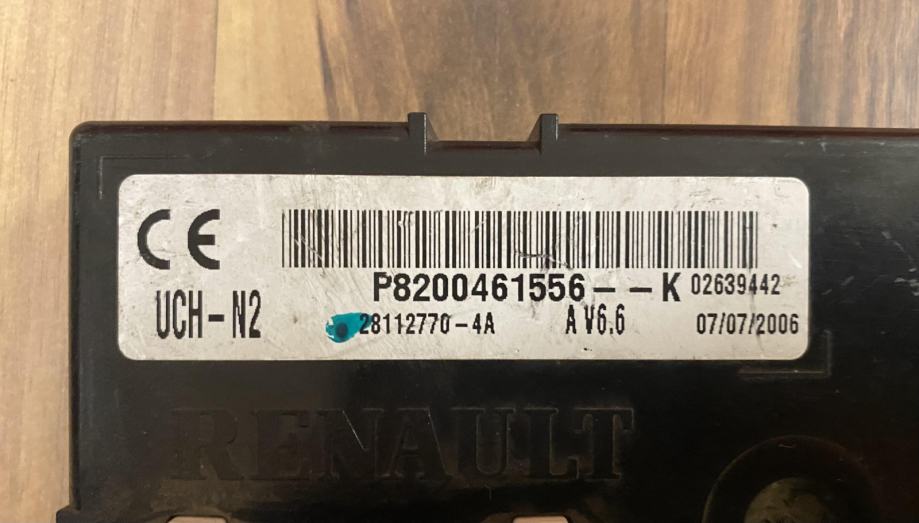 CE
P8200461556--K 02639442
UCH-N2
28112770-4A A V6.6 07/07/2006
RENAULT